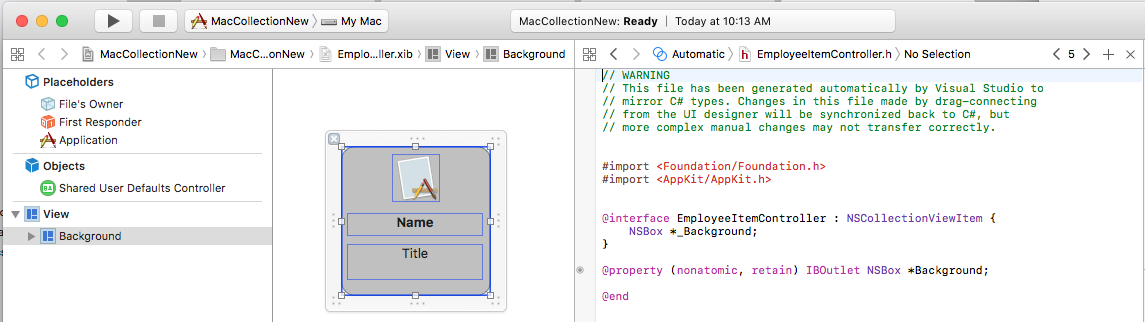 MacCollectionNew My Mac
MacCollectionNew: Ready | Today at 10:13 AM
MacCollectionNew MacC...onNew Emplo...ller.xib View Background
Automatic h EmployeeItemController.h No Selection
5
Placeholders
File's Owner
First Responder
Application
Objects
BA Shared User Defaults Controller
View
Background
Name
Title
// WARNING
// This file has been generated automatically by Visual Studio to
// mirror C# types. Changes in this file made by drag-connecting
// from the UI designer will be synchronized back to C#, but
// more complex manual changes may not transfer correctly.
#import <Foundation/Foundation.h>
#import <AppKit/AppKit.h>
@interface EmployeeItemController : NSCollectionViewItem {
NSBox *_Background;
}
@property (nonatomic, retain) IBOutlet NSBox *Background;
@end